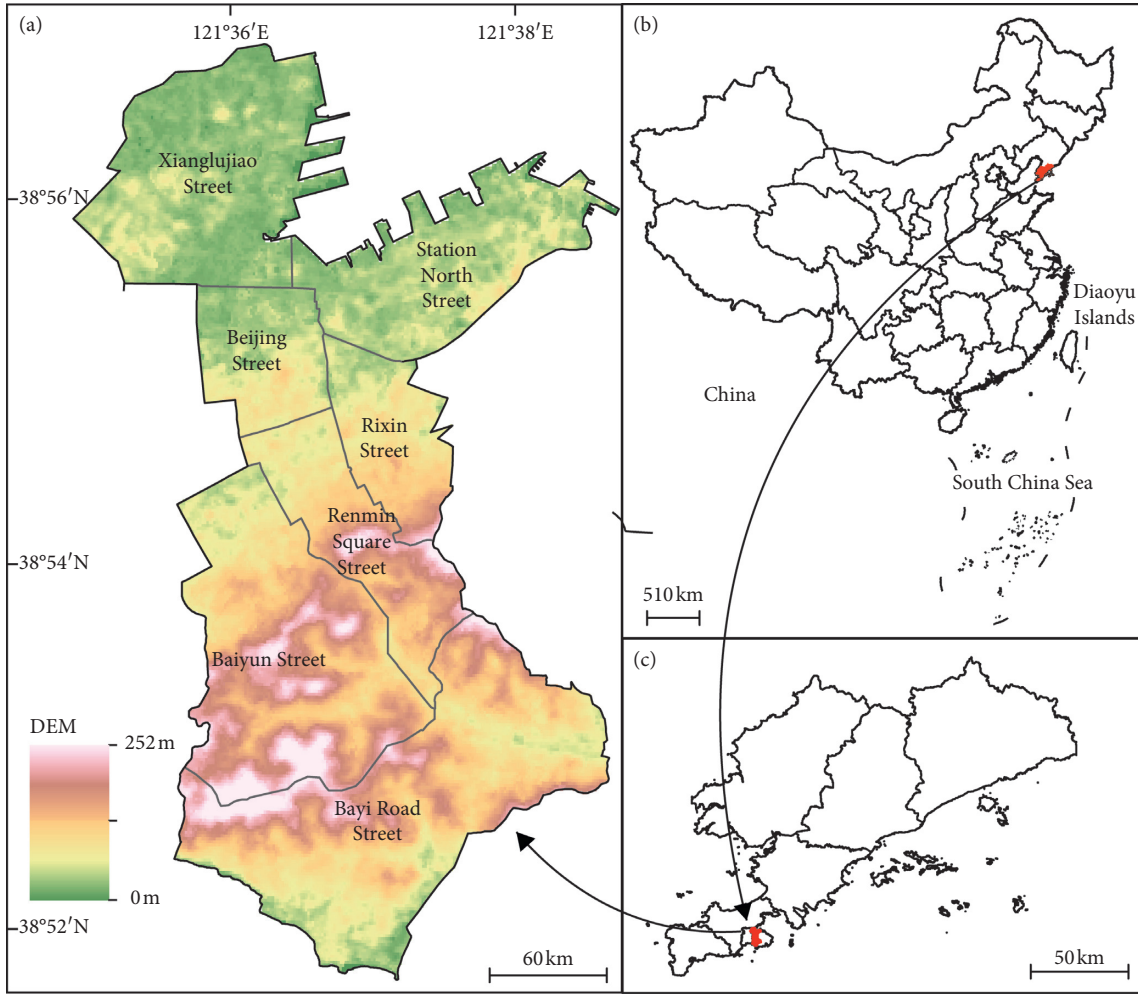 (a)
121°36′E
121°38′E
Xianglujiao
Street
38°56′N
Station
North
Street
Beijing
Street
Rixin
Street
Renmin
Square
Street
38°54′N
Baiyun Street
DEM
252 m
0 m
Bayi Road
Street
38°52′N
60 km
(b)
Diaoyu
Islands
China
South China Sea
510 km
(c)
50 km